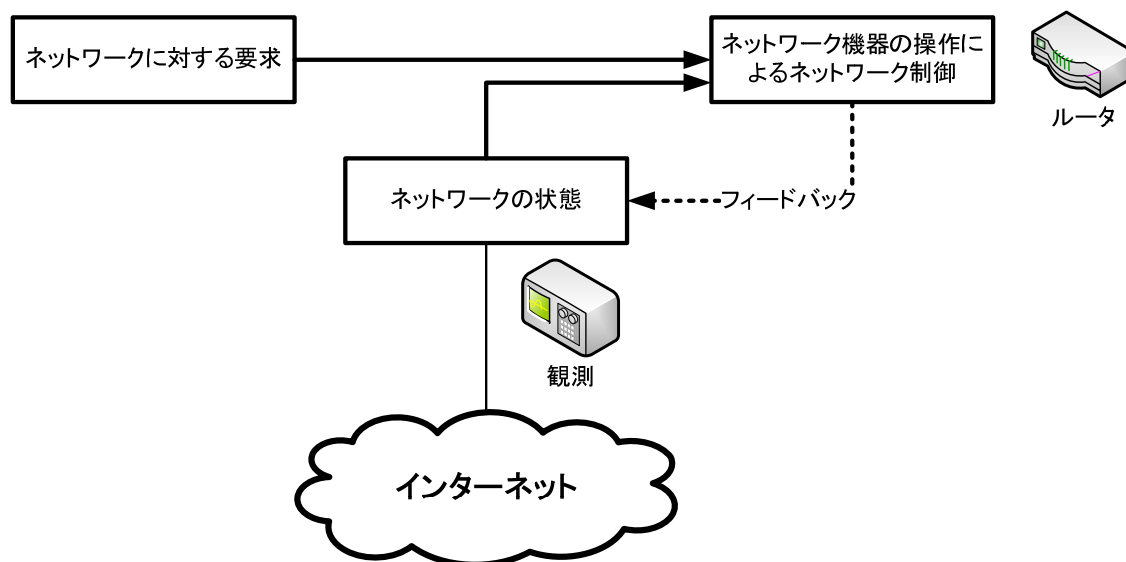 ネットワークに対する要求
ネットワーク機器の操作に
よるネットワーク制御
ルータ
ネットワークの状態
フィードバック
観測
インターネット